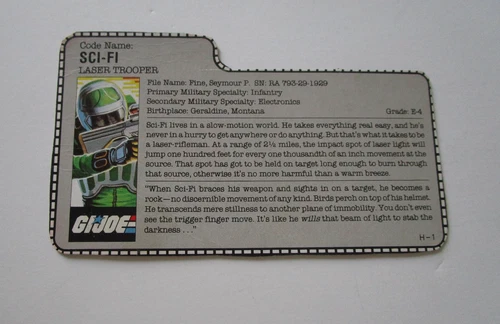 Code Name:
SCI-FI
LASER TROOPER
File Name: Fine, Seymour P. SN: RA 793-29-1929
Primary Military Specialty: Infantry
Secondary Military Specialty: Electronics
Birthplace: Geraldine, Montana Grade: E-4
Sci-Fi lives in a slow-motion world. He takes everything real easy, and he's
never in a hurry to get anywhere or do anything. But that's what it takes to be
a laser-rifleman. At a range of 2½ miles, the impact spot of laser light will
jump one hundred feet for every one thousandth of an inch movement at the
source. That spot has got to be held on target long enough to burn through
that source, otherwise it's no more harmful than a warm breeze.
"When Sci-Fi braces his weapon and sights in on a target, he becomes a
rock—no discernible movement of any kind. Birds perch on top of his helmet.
He transcends mere stillness to another plane of immobility. You don't even
see the trigger finger move. It's like he wills that beam of light to stab the
darkness . . ."
GI JOE
H-1